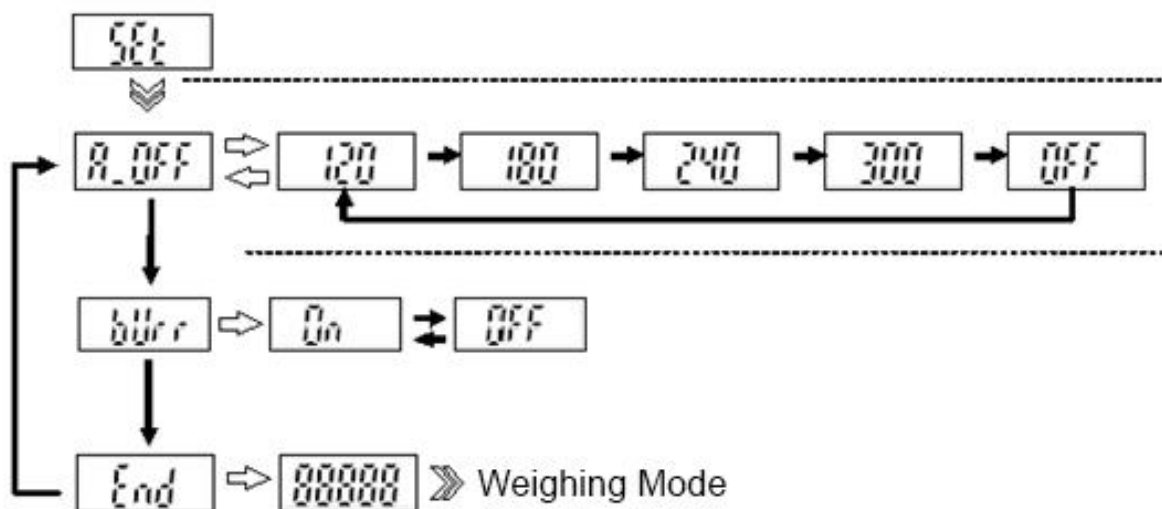 SEt
A_OFF 120 180 240 300 OFF
bUrr On OFF
End 88888 Weighing Mode